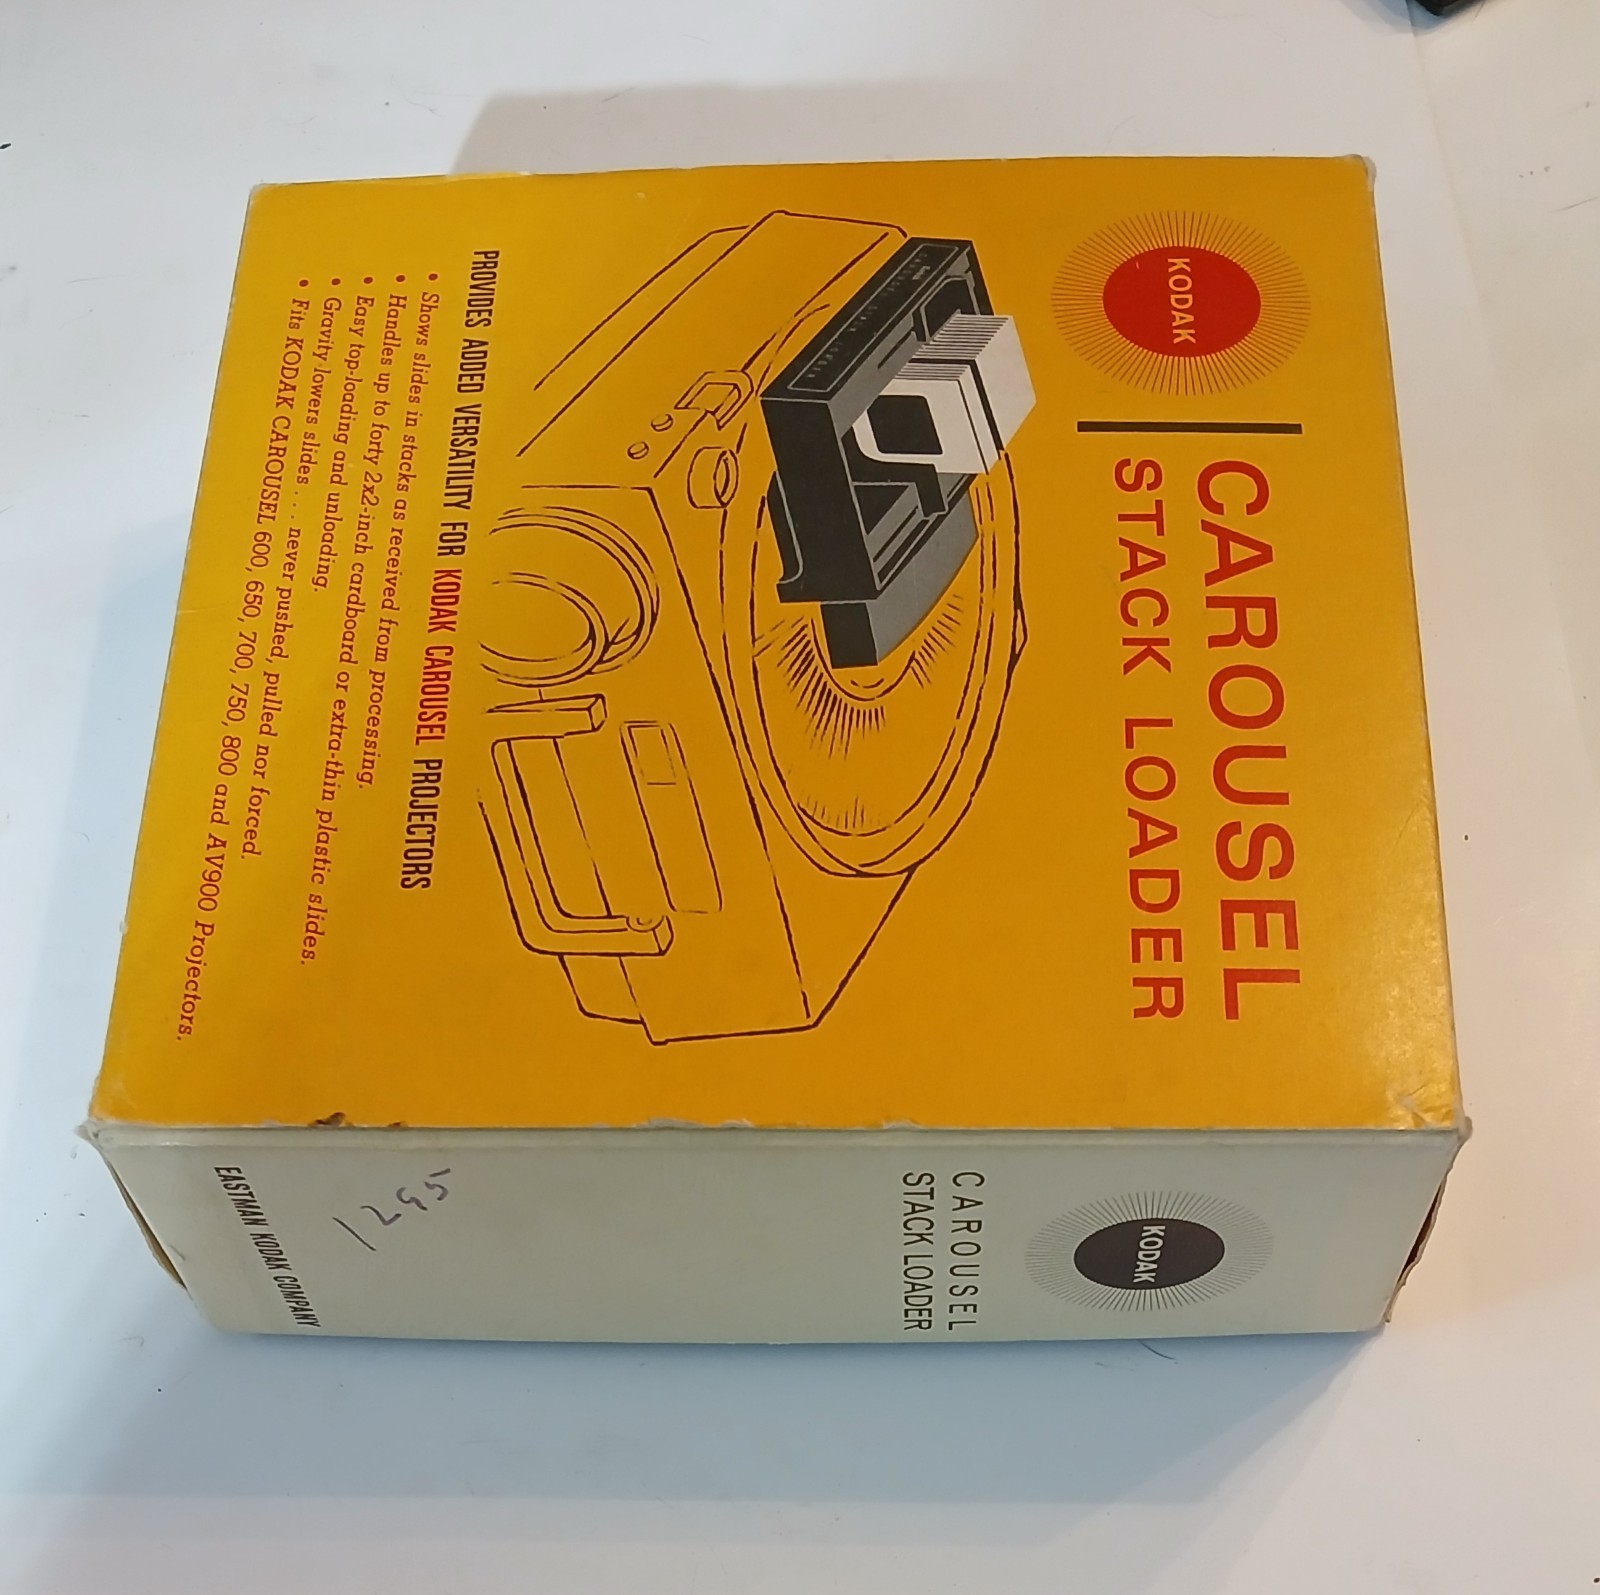 KODAK
CAROUSEL
STACK LOADER
PROVIDES ADDED VERSATILITY FOR KODAK CAROUSEL PROJECTORS
• Shows slides in stacks as received from processing.
• Handles up to forty 2x2-inch cardboard or extra-thin plastic slides.
• Easy top-loading and unloading.
• Gravity lowers slides . . . never pushed, pulled nor forced.
• Fits KODAK CAROUSEL 600, 650, 700, 750, 800 and AV900 Projectors.
KODAK
CAROUSEL
STACK LOADER
1295
EASTMAN KODAK COMPANY